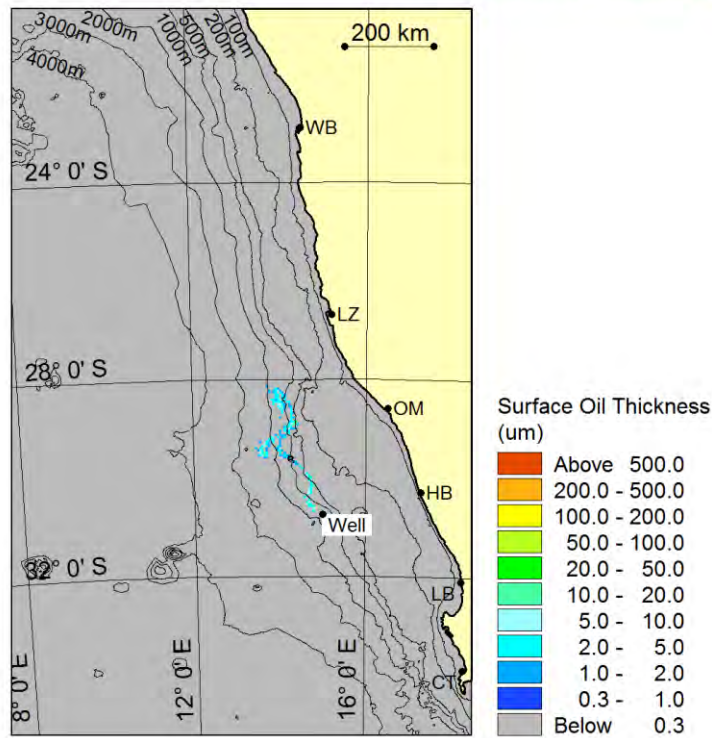 3000m
2000m
1000m
500m
200m
100m
4000m
200 km
WB
24° 0' S
LZ
28° 0' S
OM
HB
Well
32° 0' S
LB
8° 0' E
12° 0' E
16° 0' E
CT
Surface Oil Thickness
(um)
Above 500.0
200.0 - 500.0
100.0 - 200.0
50.0 - 100.0
20.0 - 50.0
10.0 - 20.0
5.0 - 10.0
2.0 - 5.0
1.0 - 2.0
0.3 - 1.0
Below 0.3